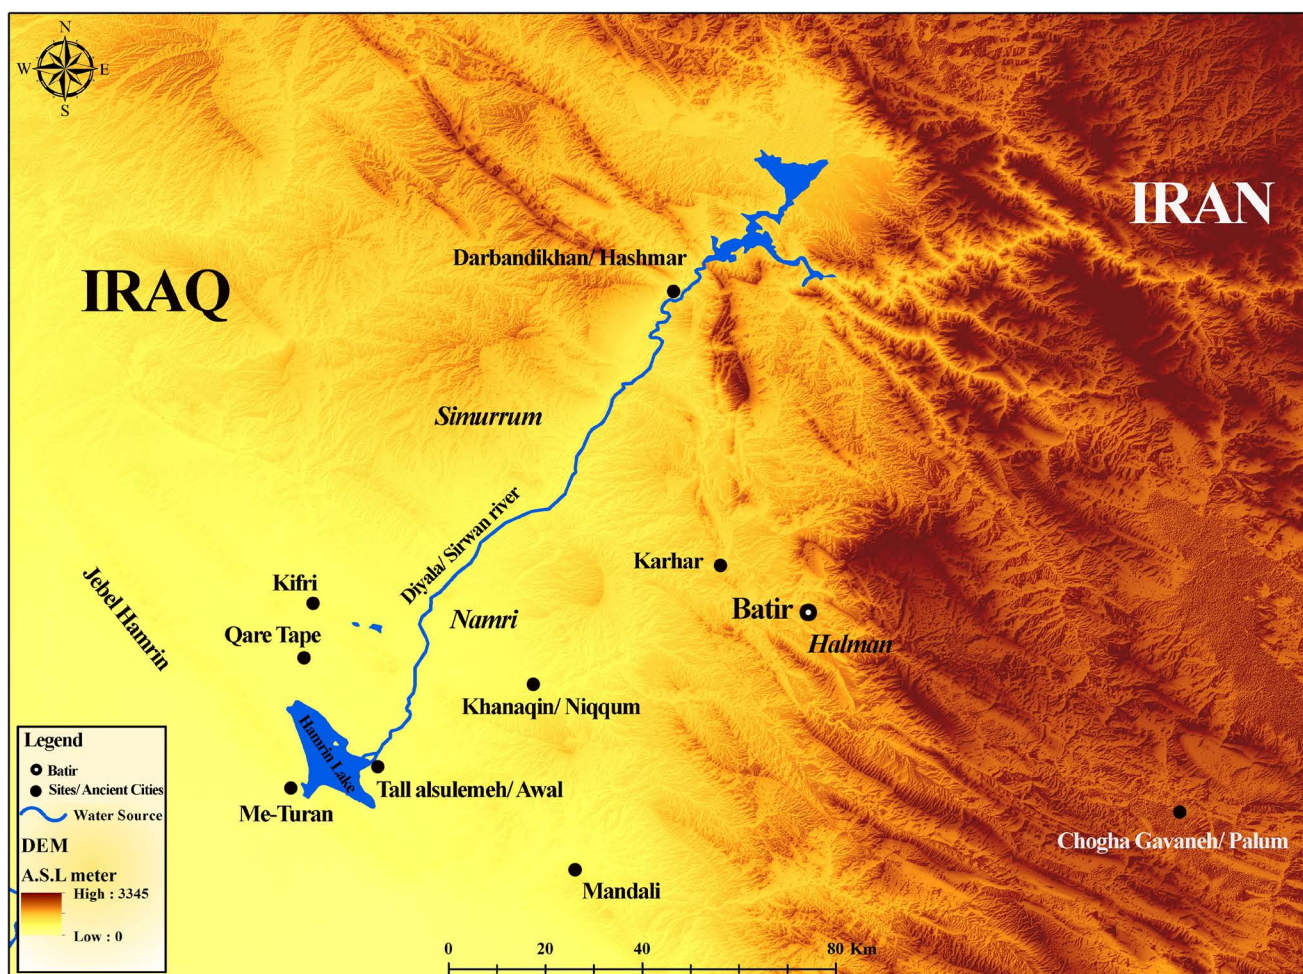 N
W E
S
IRAN
IRAQ
Darbandikhan/ Hashmar
Simurrum
Diyala/ Sirwan river
Karhar
Jebel Hamrin
Kifri
Batir
Namri
Qare Tape
Halman
Khanaqin/ Niqqum
Hamrin Lake
Tall alsulemeh/ Awal
Me-Turan
Chogha Gavaneh/ Palum
Mandali
Legend
Batir
Sites/ Ancient Cities
Water Source
DEM
A.S.L meter
High : 3345
Low : 0
0 20 40 80 Km